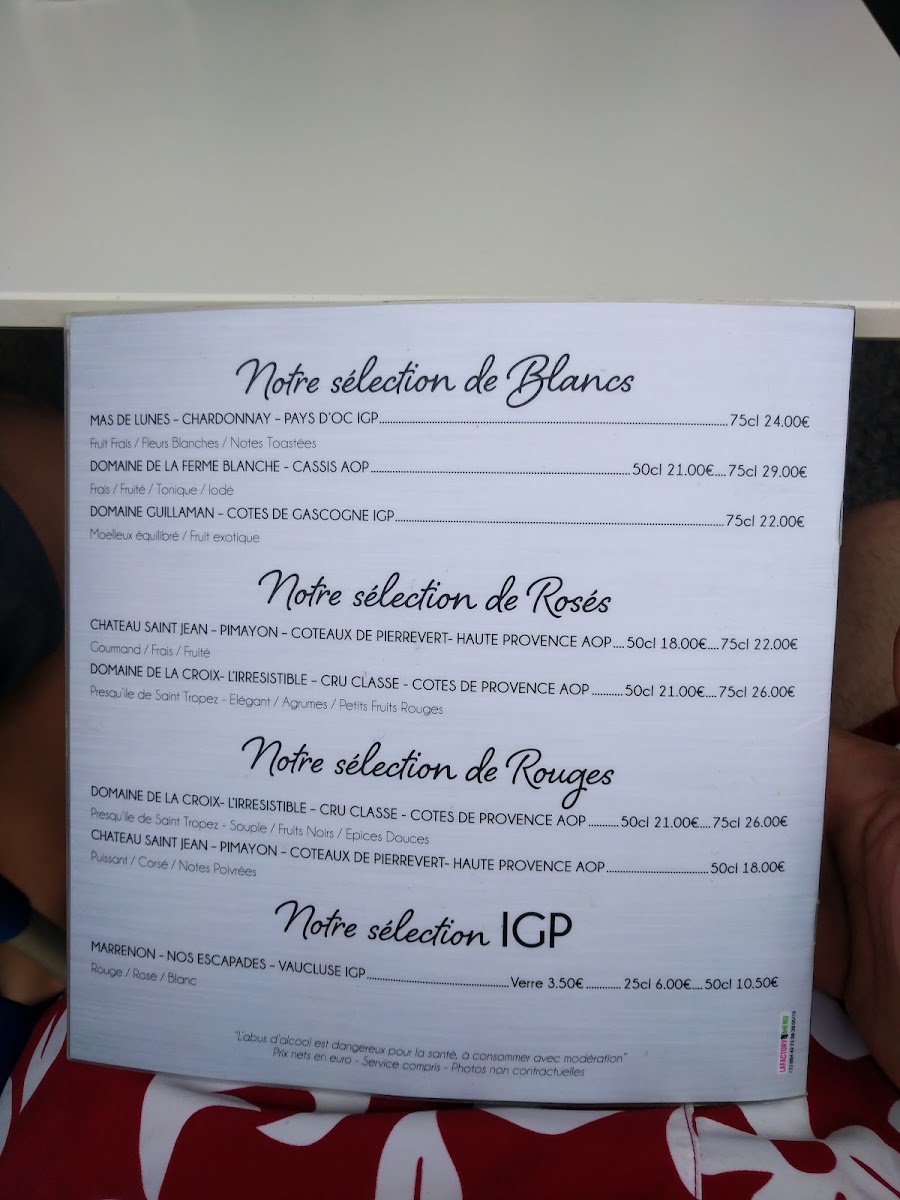 Notre sélection de Blancs
MAS DE LUNES - CHARDONNAY - PAYS D'OC IGP 75cl 24.00€
Fruit Frais / Fleurs Blanches / Notes Toastées
DOMAINE DE LA FERME BLANCHE - CASSIS AOP 50cl 21.00€.... 75cl 29.00€
Frais / Fruité / Tonique / Iodé
DOMAINE GUILLAMAN - COTES DE GASCOGNE IGP 75cl 22.00€
Moelleux équilibré / Fruit exotique
Notre sélection de Rosés
CHATEAU SAINT JEAN - PIMAYON - COTEAUX DE PIERREVERT- HAUTE PROVENCE AOP.... 50cl 18.00€.... 75cl 22.00€
Gourmand / Frais / Fruité
DOMAINE DE LA CROIX- L'IRRESISTIBLE - CRU CLASSE - COTES DE PROVENCE AOP .......... 50cl 21.00€.... 75cl 26.00€
Presqu'ile de Saint Tropez - Elégant / Agrumes / Petits Fruits Rouges
Notre sélection de Rouges
DOMAINE DE LA CROIX- L'IRRESISTIBLE - CRU CLASSE - COTES DE PROVENCE AOP .......... 50cl 21.00€.... 75cl 26.00€
Presqu'ile de Saint Tropez - Souple / Fruits Noirs / Epices Douces
CHATEAU SAINT JEAN - PIMAYON - COTEAUX DE PIERREVERT- HAUTE PROVENCE AOP 50cl 18.00€
Puissant / Corsé / Notes Poivrées
Notre sélection IGP
MARRENON - NOS ESCAPADES - VAUCLUSE IGP Verre 3.50€ ............ 25cl 6.00€.... 50cl 10.50€
Rouge / Rosé / Blanc
"L'abus d'alcool est dangereux pour la santé, à consommer avec modération"
Prix nets en euro - Service compris - Photos non contractuelles
LAFACTORY MENU